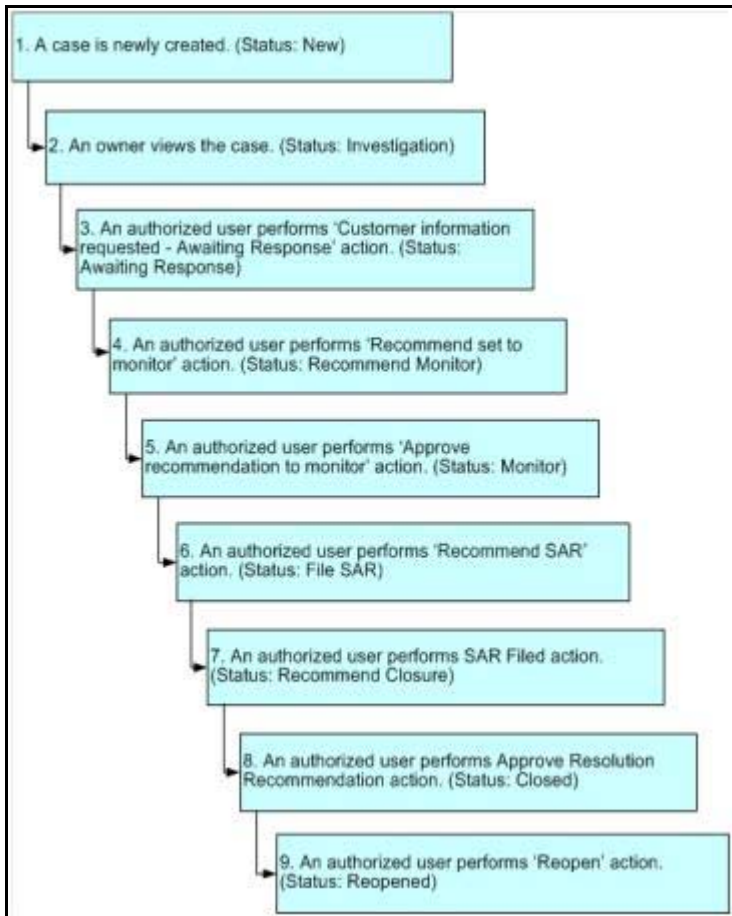 1. A case is newly created. (Status: New)
2. An owner views the case. (Status: Investigation)
3. An authorized user performs ‘Customer information
requested - Awaiting Response’ action. (Status:
Awaiting Response)
4. An authorized user performs ‘Recommend set to
monitor’ action. (Status: Recommend Monitor)
5. An authorized user performs ‘Approve
recommendation to monitor’ action. (Status: Monitor)
6. An authorized user performs ‘Recommend SAR’
action. (Status: File SAR)
7. An authorized user performs SAR Filed action.
(Status: Recommend Closure)
8. An authorized user performs Approve Resolution
Recommendation action. (Status: Closed)
9. An authorized user performs ‘Reopen’ action.
(Status: Reopened)